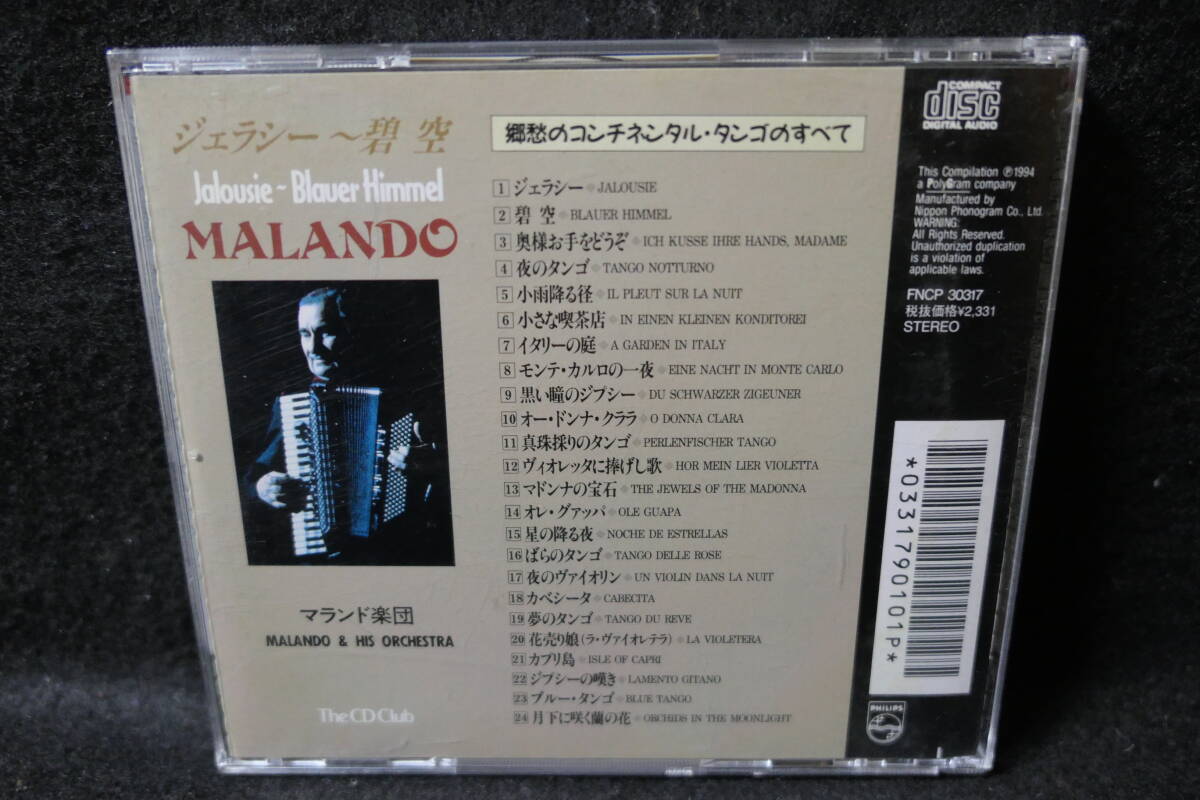 ジェラシー～碧空
Jalousie~Blauer Himmel
MALANDO
マランド楽団
MALANDO & HIS ORCHESTRA
The CD Club
郷愁のコンチネンタル・タンゴのすべて
1 ジェラシー◆JALOUSIE
2 碧空◆BLAUER HIMMEL
3 奥様お手をどうぞ◆ICH KUSSE IHRE HANDS, MADAME
4 夜のタンゴ◆TANGO NOTTURNO
5 小雨降る径◆IL PLEUT SUR LA NUIT
6 小さな喫茶店◆IN EINEN KLEINEN KONDITOREI
7 イタリーの庭◆A GARDEN IN ITALY
8 モンテ・カルロの一夜◆EINE NACHT IN MONTE CARLO
9 黒い瞳のジプシー◆DU SCHWARZER ZIGEUNER
10 オー・ドンナ・クララ◆O DONNA CLARA
11 真珠採りのタンゴ◆PERLENFISCHER TANGO
12 ヴィオレッタに捧げし歌◆HOR MEIN LIER VIOLETTA
13 マドンナの宝石◆THE JEWELS OF THE MADONNA
14 オレ・グァッパ◆OLE GUAPA
15 星の降る夜◆NOCHE DE ESTRELLAS
16 ばらのタンゴ◆TANGO DELLE ROSE
17 夜のヴァイオリン◆UN VIOLIN DANS LA NUIT
18 カベシータ◆CABECITA
19 夢のタンゴ◆TANGO DU REVE
20 花売り娘(ラ・ヴァイオレテラ)◆LA VIOLETERA
21 カプリ島◆ISLE OF CAPRI
22 ジプシーの嘆き◆LAMENTO GITANO
23 ブルー・タンゴ◆BLUE TANGO
24 月下に咲く蘭の花◆ORCHIDS IN THE MOONLIGHT
COMPACT
disc
DIGITAL AUDIO
This Compilation ℗1994
a PolyGram company
Manufactured by
Nippon Phonogram Co., Ltd.
WARNING:
All Rights Reserved.
Unauthorized duplication
is a violation of
applicable laws.
FNCP 30317
税抜価格¥2,331
STEREO
*0331790101P*
PHILIPS